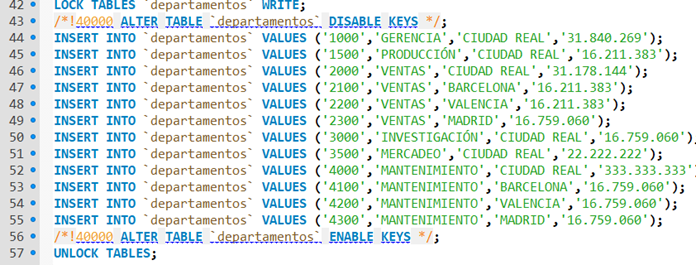 42 LOCK TABLES `departamentos` WRITE;
43 /*!40000 ALTER TABLE `departamentos` DISABLE KEYS */;
44 INSERT INTO `departamentos` VALUES ('1000','GERENCIA','CIUDAD REAL','31.840.269');
45 INSERT INTO `departamentos` VALUES ('1500','PRODUCCIÓN','CIUDAD REAL','16.211.383');
46 INSERT INTO `departamentos` VALUES ('2000','VENTAS','CIUDAD REAL','31.178.144');
47 INSERT INTO `departamentos` VALUES ('2100','VENTAS','BARCELONA','16.211.383');
48 INSERT INTO `departamentos` VALUES ('2200','VENTAS','VALENCIA','16.211.383');
49 INSERT INTO `departamentos` VALUES ('2300','VENTAS','MADRID','16.759.060');
50 INSERT INTO `departamentos` VALUES ('3000','INVESTIGACIÓN','CIUDAD REAL','16.759.060')
51 INSERT INTO `departamentos` VALUES ('3500','MERCADEO','CIUDAD REAL','22.222.222');
52 INSERT INTO `departamentos` VALUES ('4000','MANTENIMIENTO','CIUDAD REAL','333.333.333'
53 INSERT INTO `departamentos` VALUES ('4100','MANTENIMIENTO','BARCELONA','16.759.060');
54 INSERT INTO `departamentos` VALUES ('4200','MANTENIMIENTO','VALENCIA','16.759.060');
55 INSERT INTO `departamentos` VALUES ('4300','MANTENIMIENTO','MADRID','16.759.060');
56 /*!40000 ALTER TABLE `departamentos` ENABLE KEYS */;
57 UNLOCK TABLES;